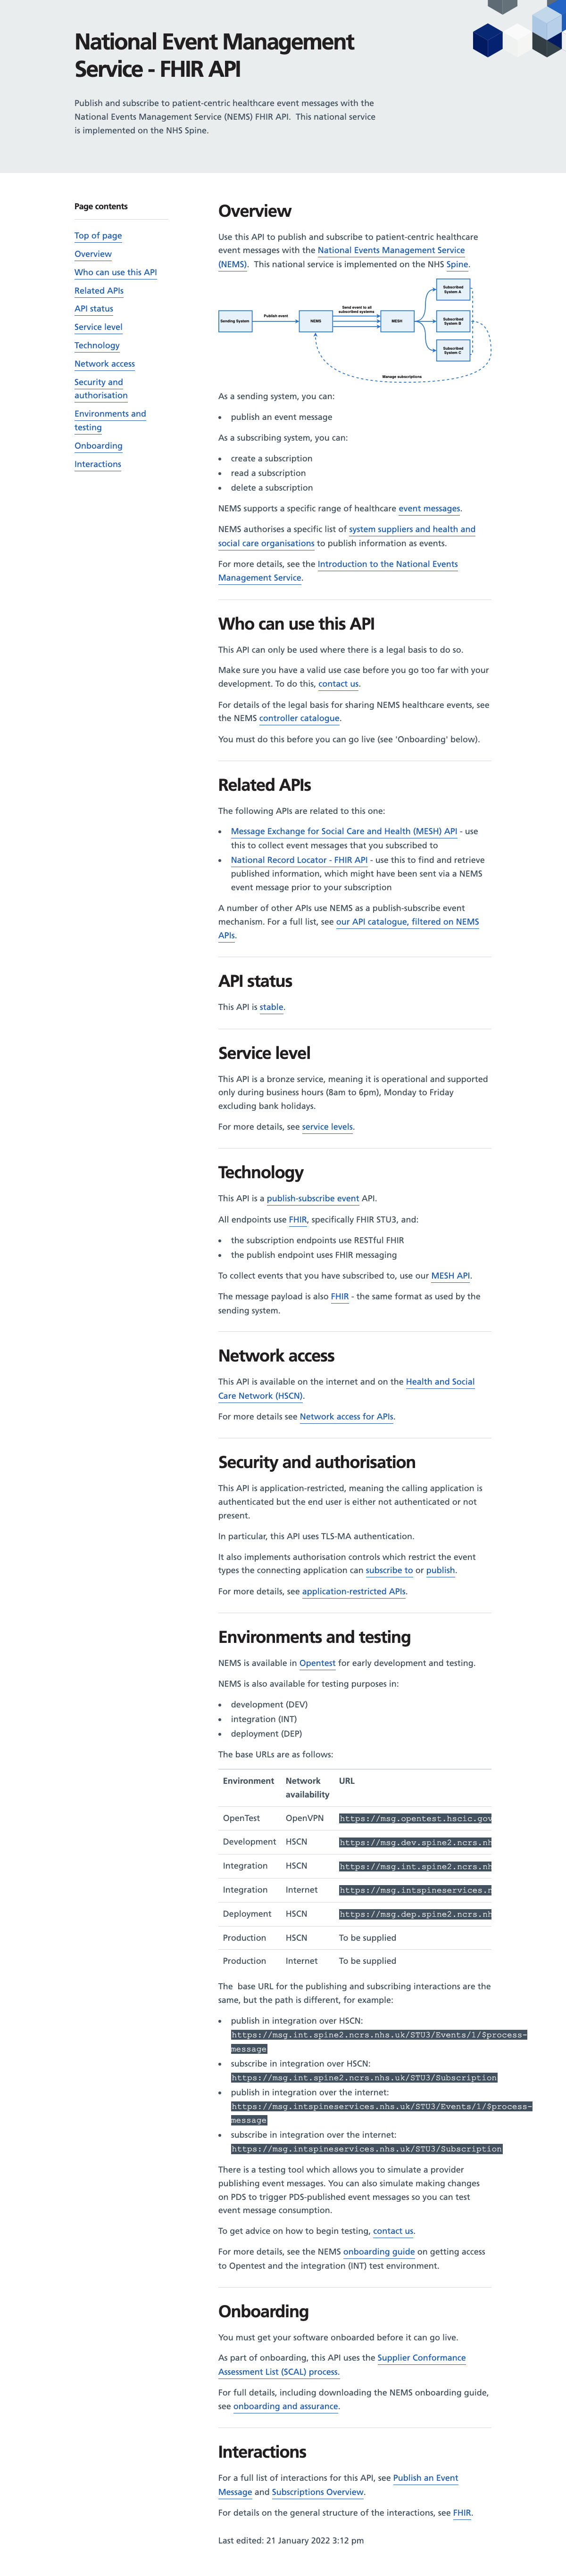 National Event Management
Service - FHIR API
Publish and subscribe to patient-centric healthcare event messages with the
National Events Management Service (NEMS) FHIR API.  This national service
is implemented on the NHS Spine.
Page contents
Top of page
Overview
Who can use this API
Related APIs
API status
Service level
Technology
Network access
Security and
authorisation
Environments and
testing
Onboarding
Interactions
Overview
Use this API to publish and subscribe to patient-centric healthcare
event messages with the National Events Management Service
(NEMS).  This national service is implemented on the NHS Spine.
Sending System
Publish event
NEMS
Send event to all
subscribed systems
MESH
Subscribed
System A
Subscribed
System B
Subscribed
System C
Manage subscriptions
As a sending system, you can:
• publish an event message
As a subscribing system, you can:
• create a subscription
• read a subscription
• delete a subscription
NEMS supports a specific range of healthcare event messages.
NEMS authorises a specific list of system suppliers and health and
social care organisations to publish information as events.
For more details, see the Introduction to the National Events
Management Service.
Who can use this API
This API can only be used where there is a legal basis to do so.
Make sure you have a valid use case before you go too far with your
development. To do this, contact us.
For details of the legal basis for sharing NEMS healthcare events, see
the NEMS controller catalogue.
You must do this before you can go live (see 'Onboarding' below).
Related APIs
The following APIs are related to this one:
• Message Exchange for Social Care and Health (MESH) API - use
this to collect event messages that you subscribed to
• National Record Locator - FHIR API - use this to find and retrieve
published information, which might have been sent via a NEMS
event message prior to your subscription
A number of other APIs use NEMS as a publish-subscribe event
mechanism. For a full list, see our API catalogue, filtered on NEMS
APIs.
API status
This API is stable.
Service level
This API is a bronze service, meaning it is operational and supported
only during business hours (8am to 6pm), Monday to Friday
excluding bank holidays.
For more details, see service levels.
Technology
This API is a publish-subscribe event API.
All endpoints use FHIR, specifically FHIR STU3, and:
• the subscription endpoints use RESTful FHIR
• the publish endpoint uses FHIR messaging
To collect events that you have subscribed to, use our MESH API.
The message payload is also FHIR - the same format as used by the
sending system.
Network access
This API is available on the internet and on the Health and Social
Care Network (HSCN).
For more details see Network access for APIs.
Security and authorisation
This API is application-restricted, meaning the calling application is
authenticated but the end user is either not authenticated or not
present.
In particular, this API uses TLS-MA authentication.
It also implements authorisation controls which restrict the event
types the connecting application can subscribe to or publish.
For more details, see application-restricted APIs.
Environments and testing
NEMS is available in Opentest for early development and testing.
NEMS is also available for testing purposes in:
• development (DEV)
• integration (INT)
• deployment (DEP)
The base URLs are as follows:
Environment Network availability URL
OpenTest OpenVPN https://msg.opentest.hscic.gov
Development HSCN https://msg.dev.spine2.ncrs.nh
Integration HSCN https://msg.int.spine2.ncrs.nh
Integration Internet https://msg.intspineservices.n
Deployment HSCN https://msg.dep.spine2.ncrs.nh
Production HSCN To be supplied
Production Internet To be supplied
The  base URL for the publishing and subscribing interactions are the
same, but the path is different, for example:
• publish in integration over HSCN:
https://msg.int.spine2.ncrs.nhs.uk/STU3/Events/1/$process-
message
• subscribe in integration over HSCN:
https://msg.int.spine2.ncrs.nhs.uk/STU3/Subscription
• publish in integration over the internet:
https://msg.intspineservices.nhs.uk/STU3/Events/1/$process-
message
• subscribe in integration over the internet:
https://msg.intspineservices.nhs.uk/STU3/Subscription
There is a testing tool which allows you to simulate a provider
publishing event messages. You can also simulate making changes
on PDS to trigger PDS-published event messages so you can test
event message consumption.
To get advice on how to begin testing, contact us.
For more details, see the NEMS onboarding guide on getting access
to Opentest and the integration (INT) test environment.
Onboarding
You must get your software onboarded before it can go live.
As part of onboarding, this API uses the Supplier Conformance
Assessment List (SCAL) process.
For full details, including downloading the NEMS onboarding guide,
see onboarding and assurance.
Interactions
For a full list of interactions for this API, see Publish an Event
Message and Subscriptions Overview.
For details on the general structure of the interactions, see FHIR.
Last edited: 21 January 2022 3:12 pm